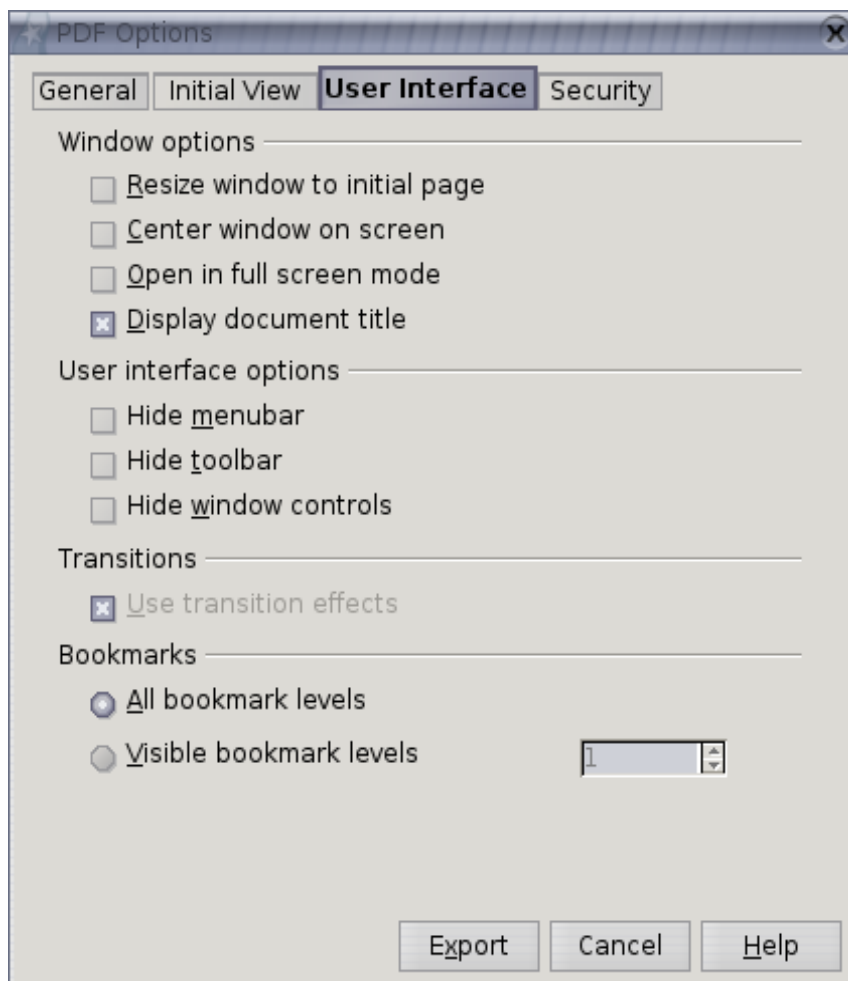 PDF Options
General Initial View User Interface Security
Window options
Resize window to initial page
Center window on screen
Open in full screen mode
Display document title
User interface options
Hide menubar
Hide toolbar
Hide window controls
Transitions
Use transition effects
Bookmarks
All bookmark levels
Visible bookmark levels 1
Export Cancel Help